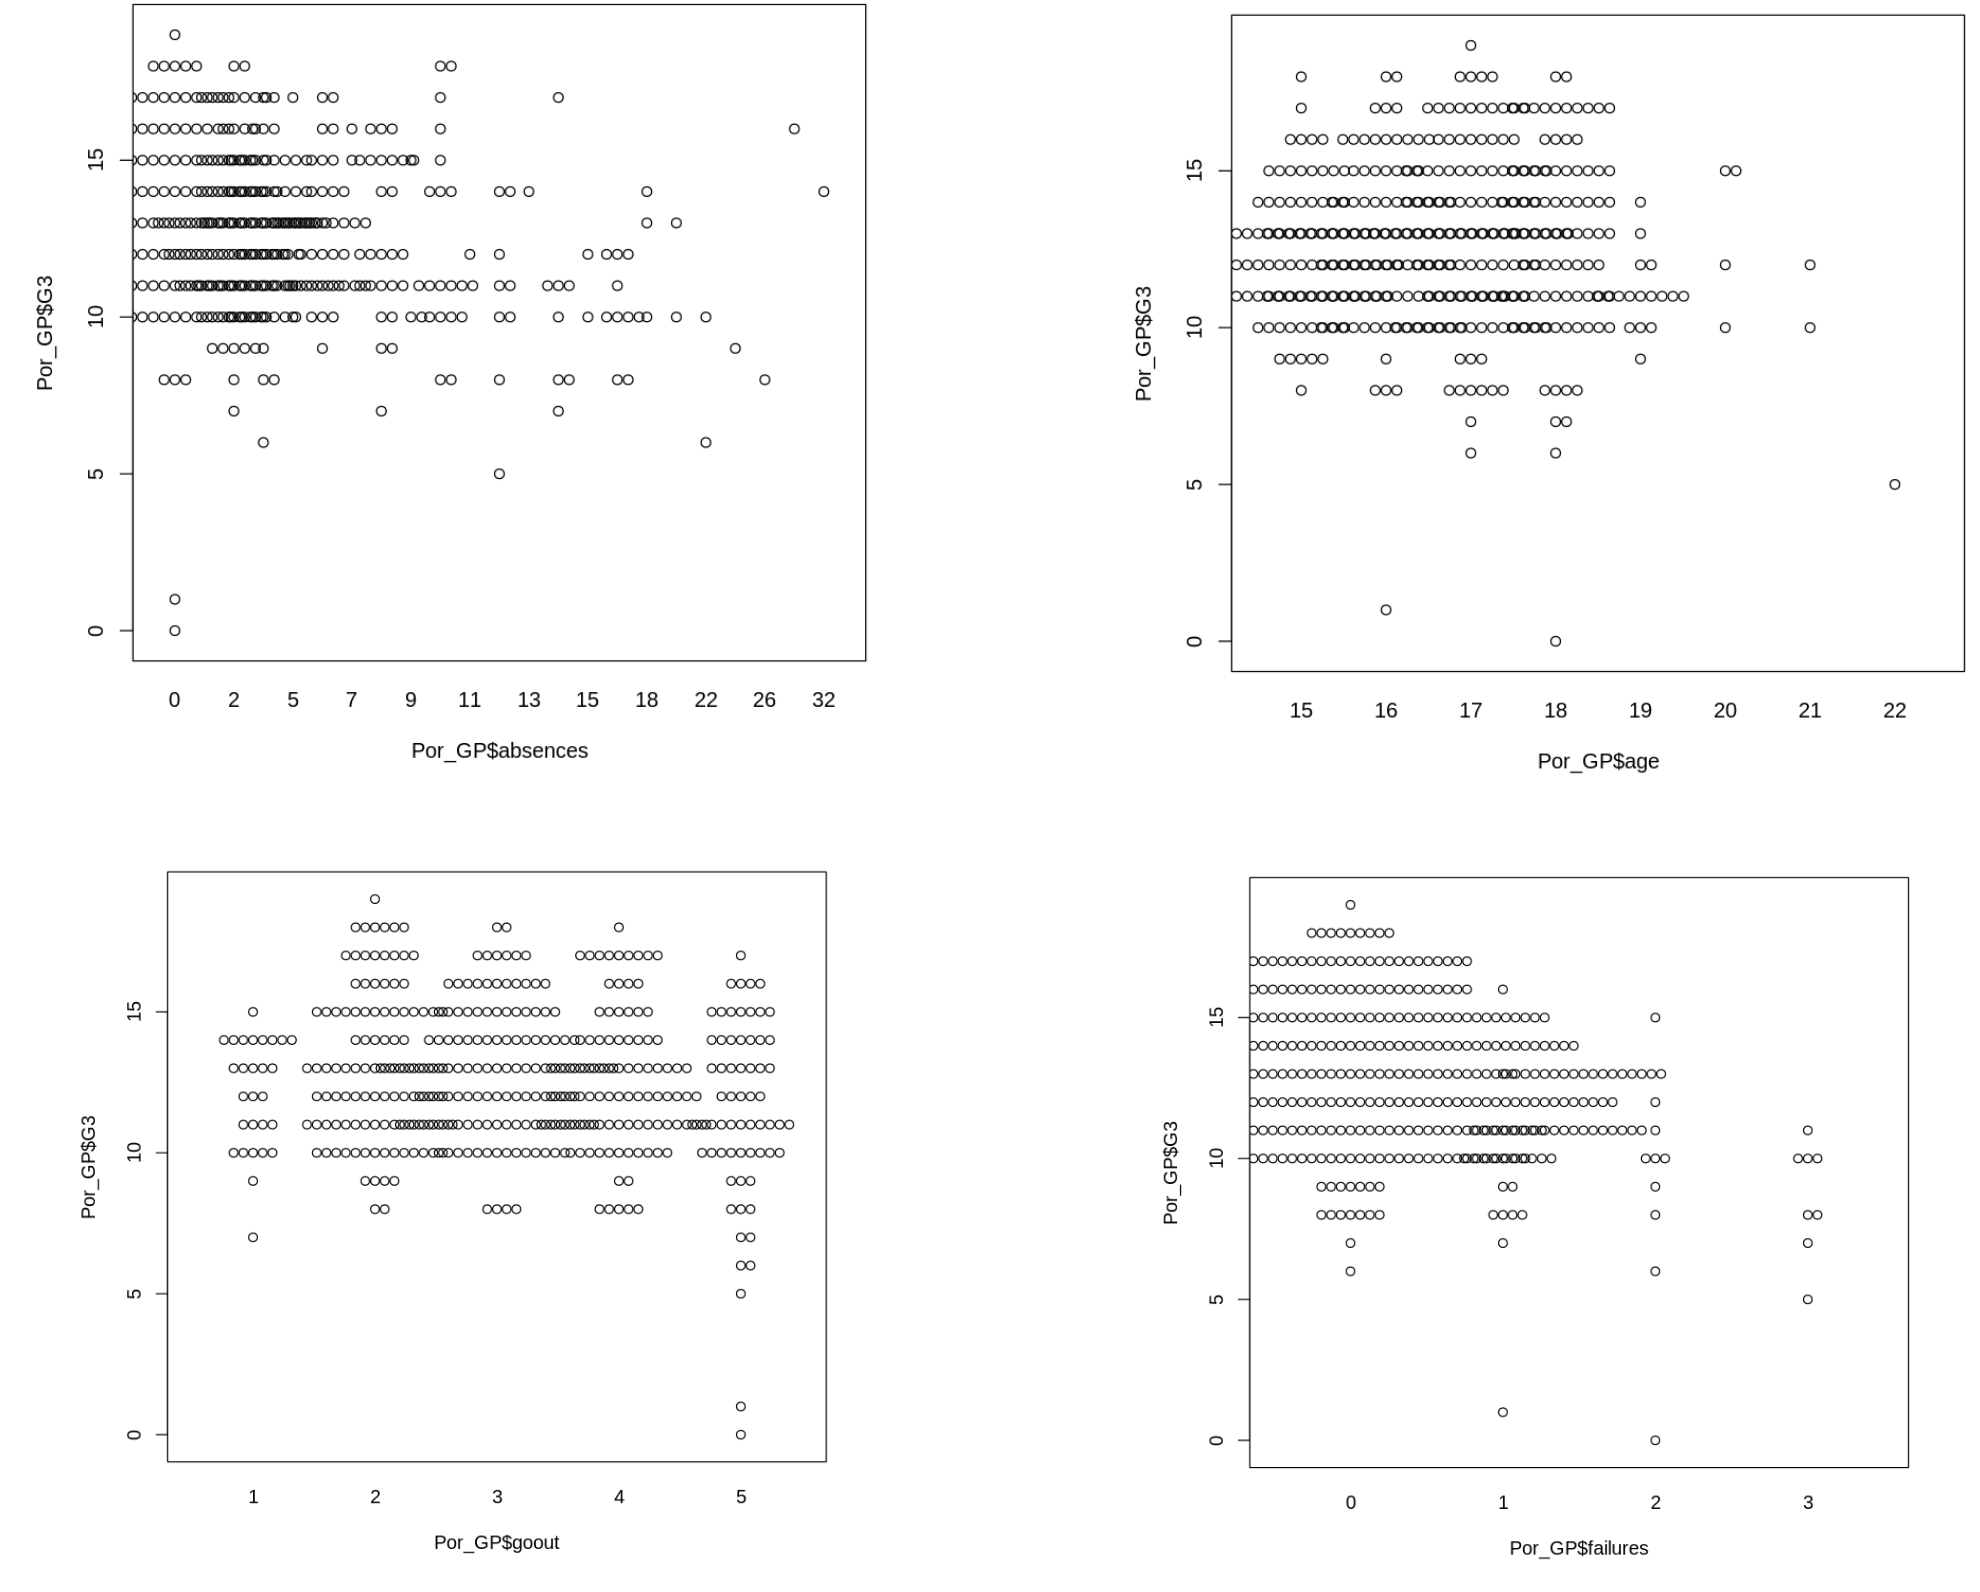 Por_GP$G3
15
10
5
0
0 2 5 7 9 11 13 15 18 22 26 32
Por_GP$absences
Por_GP$G3
15
10
5
0
15 16 17 18 19 20 21 22
Por_GP$age
Por_GP$G3
15
10
5
0
1 2 3 4 5
Por_GP$goout
Por_GP$G3
15
10
5
0
0 1 2 3
Por_GP$failures